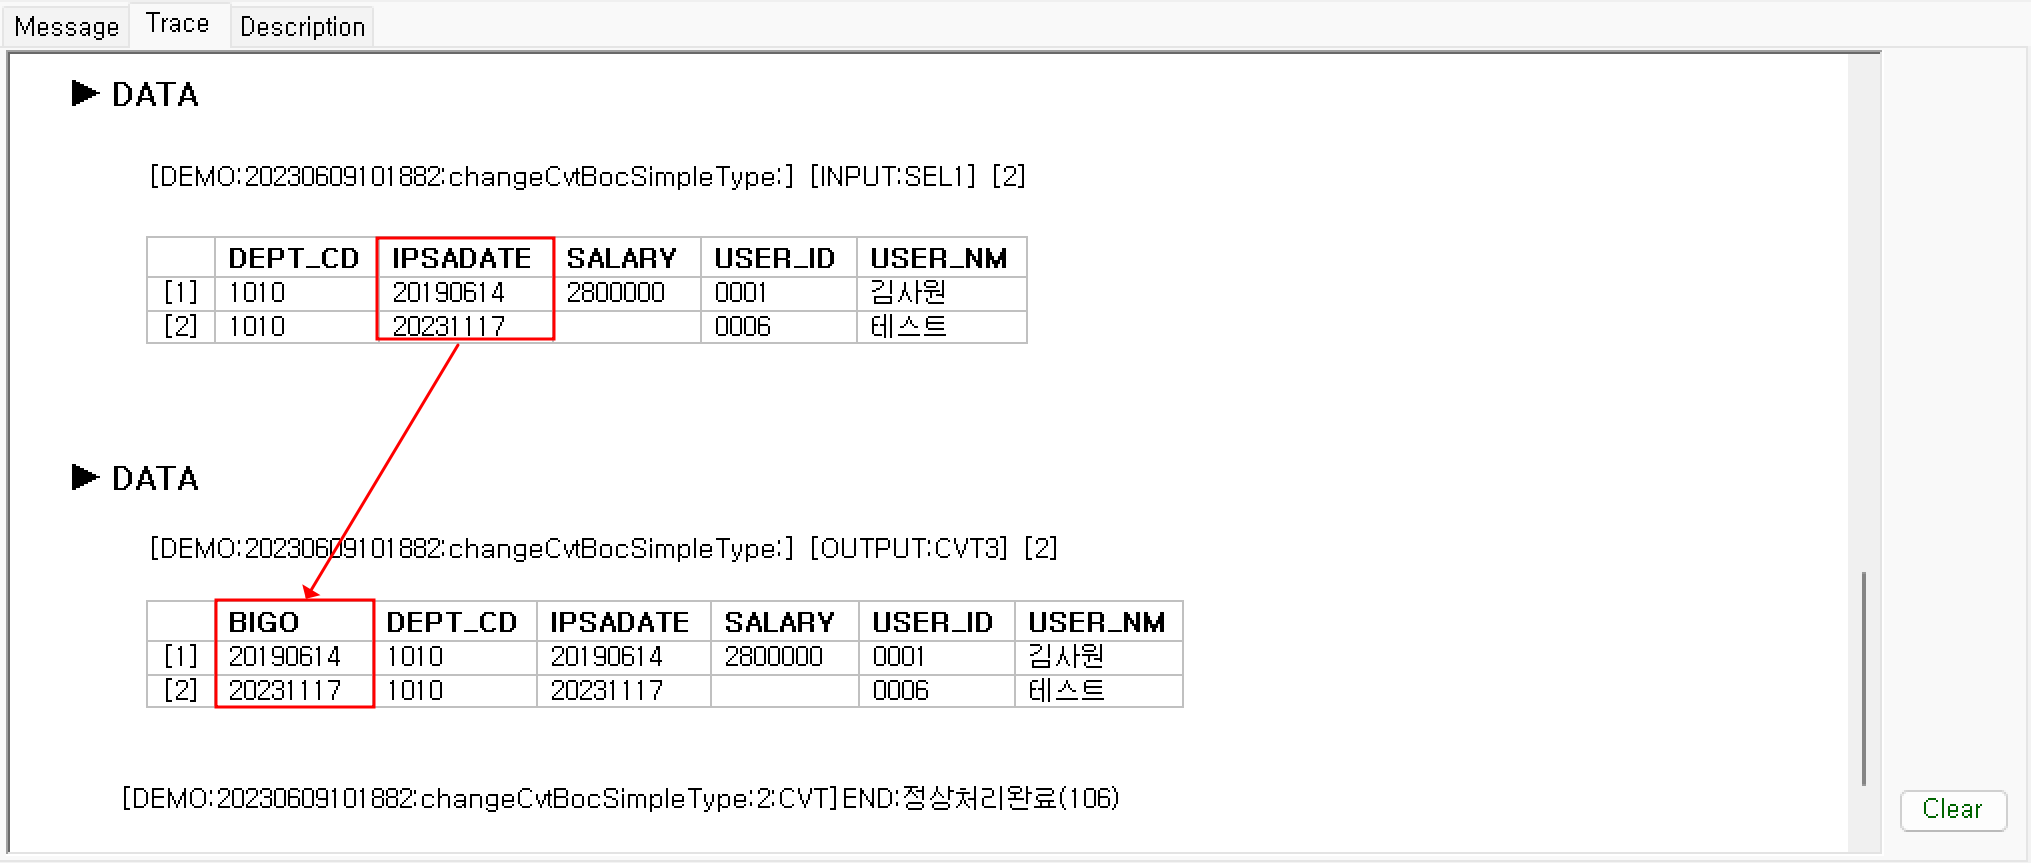 Message Trace Description
▶ DATA
[DEMO:20230609101882:changeCvtBocSimpleType:] [INPUT:SEL1] [2]
DEPT_CD IPSADATE SALARY USER_ID USER_NM
[1] 1010 20190614 2800000 0001 김사원
[2] 1010 20231117 0006 테스트
▶ DATA
[DEMO:20230609101882:changeCvtBocSimpleType:] [OUTPUT:CVT3] [2]
BIGO DEPT_CD IPSADATE SALARY USER_ID USER_NM
[1] 20190614 1010 20190614 2800000 0001 김사원
[2] 20231117 1010 20231117 0006 테스트
[DEMO:20230609101882:changeCvtBocSimpleType:2:CVT]END:정상처리완료(106)
Clear